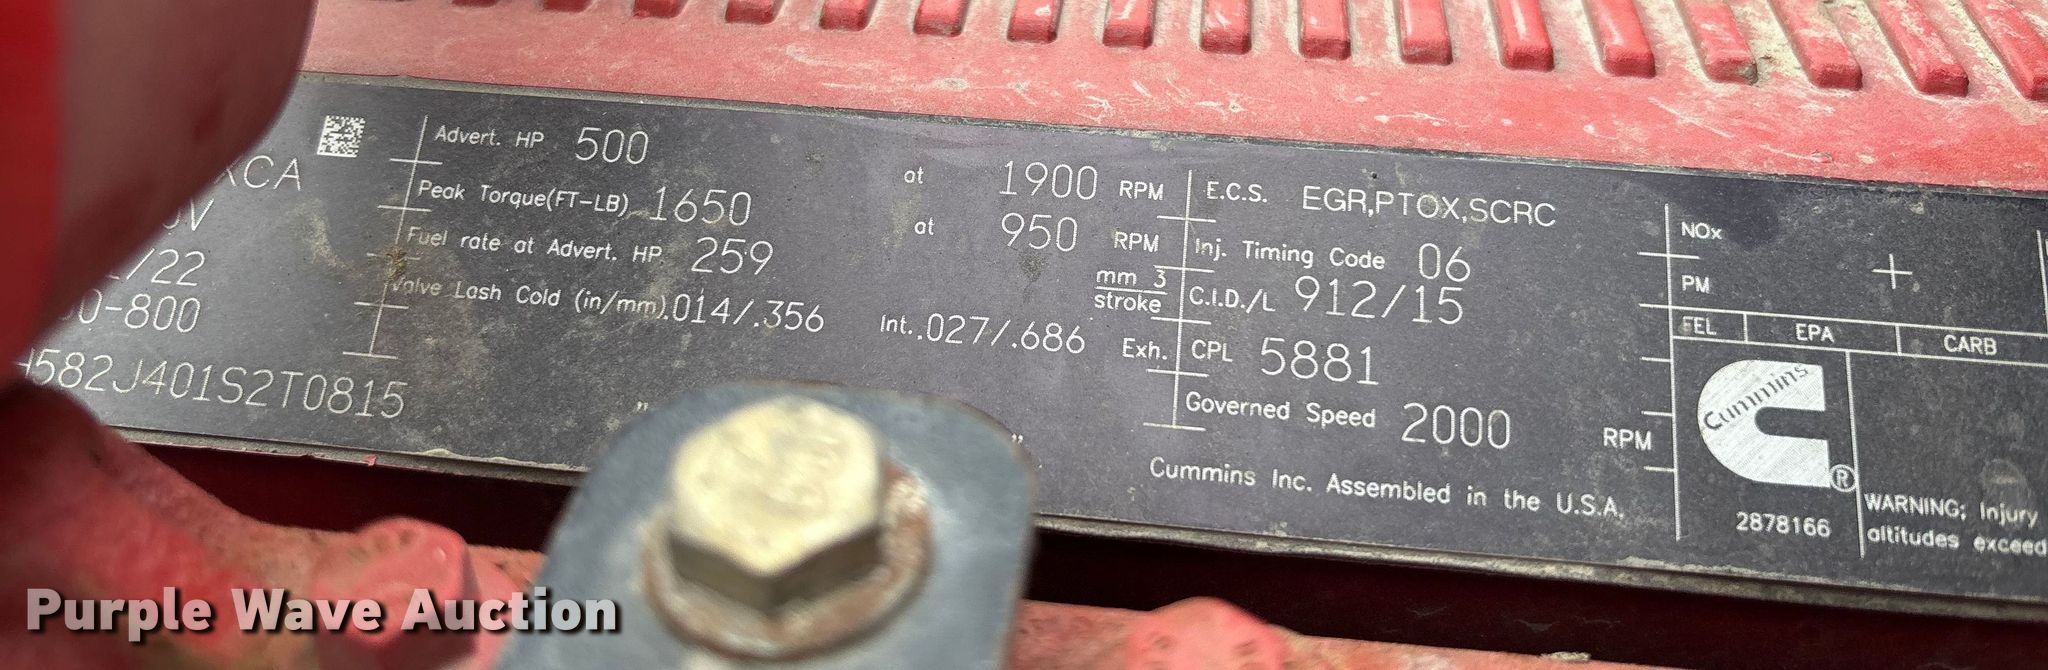 Advert. HP 500 at 1900 RPM
Peak Torque(FT-LB) 1650 at 950 RPM
Fuel rate at Advert. HP 259 mm 3 stroke
Valve Lash Cold (in/mm).014/.356 Int. .027/.686 Exh.
/22
0-800
582J401S2T0815
E.C.S. EGR,PTOX,SCRC
Inj. Timing Code 06
C.I.D./L 912/15
CPL 5881
Governed Speed 2000 RPM
Cummins Inc. Assembled in the U.S.A.
NOx
PM
FEL EPA CARB
Cummins
®
2878166
WARNING; Injury
altitudes exceed
Purple Wave Auction